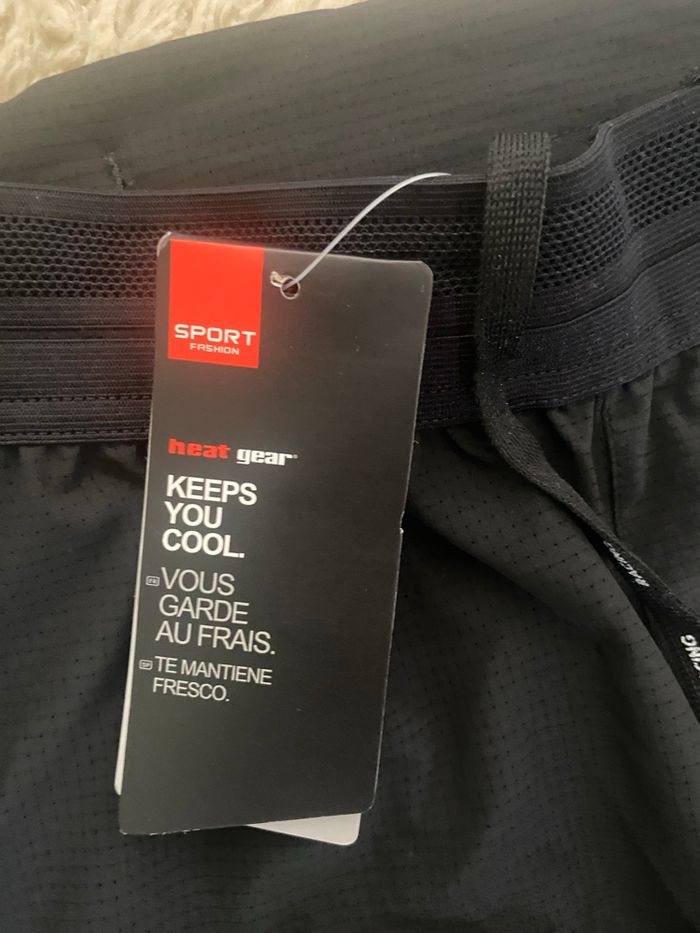 SPORT
FASHION
heat gear®
KEEPS
YOU
COOL.
FR VOUS
GARDE
AU FRAIS.
SP TE MANTIENE
FRESCO.